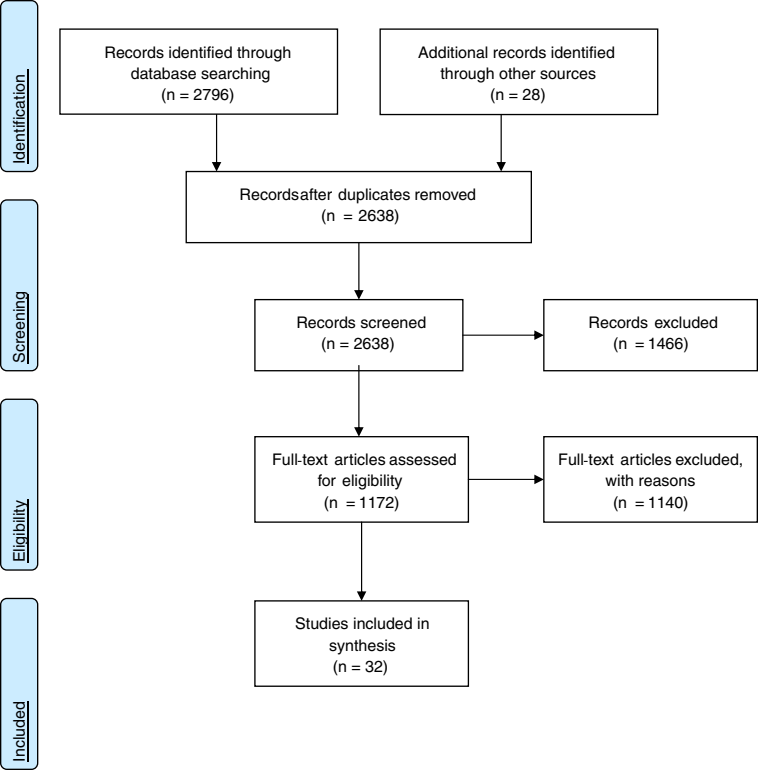 Identification
Records identified through
database searching
(n = 2796)
Additional records identified
through other sources
(n = 28)
Recordsafter duplicates removed
(n = 2638)
Screening
Records screened
(n = 2638)
Records excluded
(n = 1466)
Eligibility
Full-text articles assessed
for eligibility
(n = 1172)
Full-text articles excluded,
with reasons
(n = 1140)
Included
Studies included in
synthesis
(n = 32)